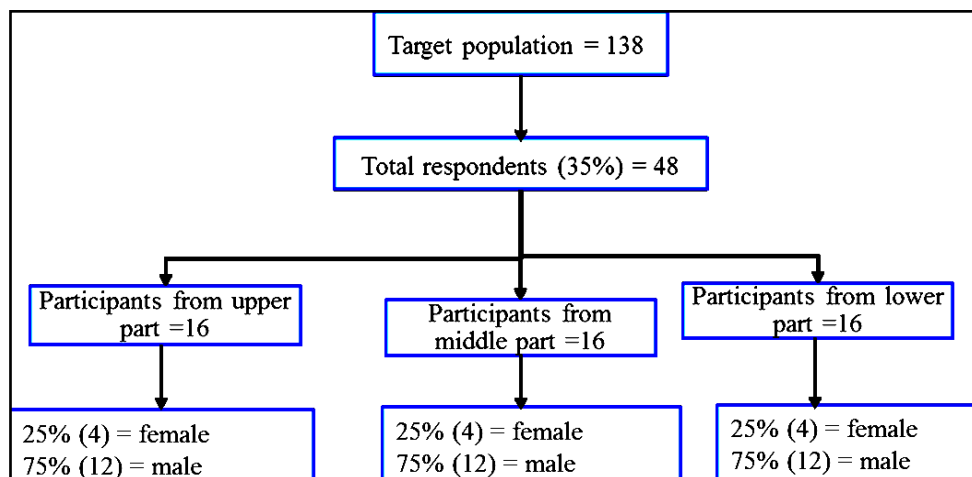 Target population = 138
Total respondents (35%) = 48
Participants from upper
part =16
Participants from
middle part =16
Participants from lower
part =16
25% (4) = female
75% (12) = male
25% (4) = female
75% (12) = male
25% (4) = female
75% (12) = male